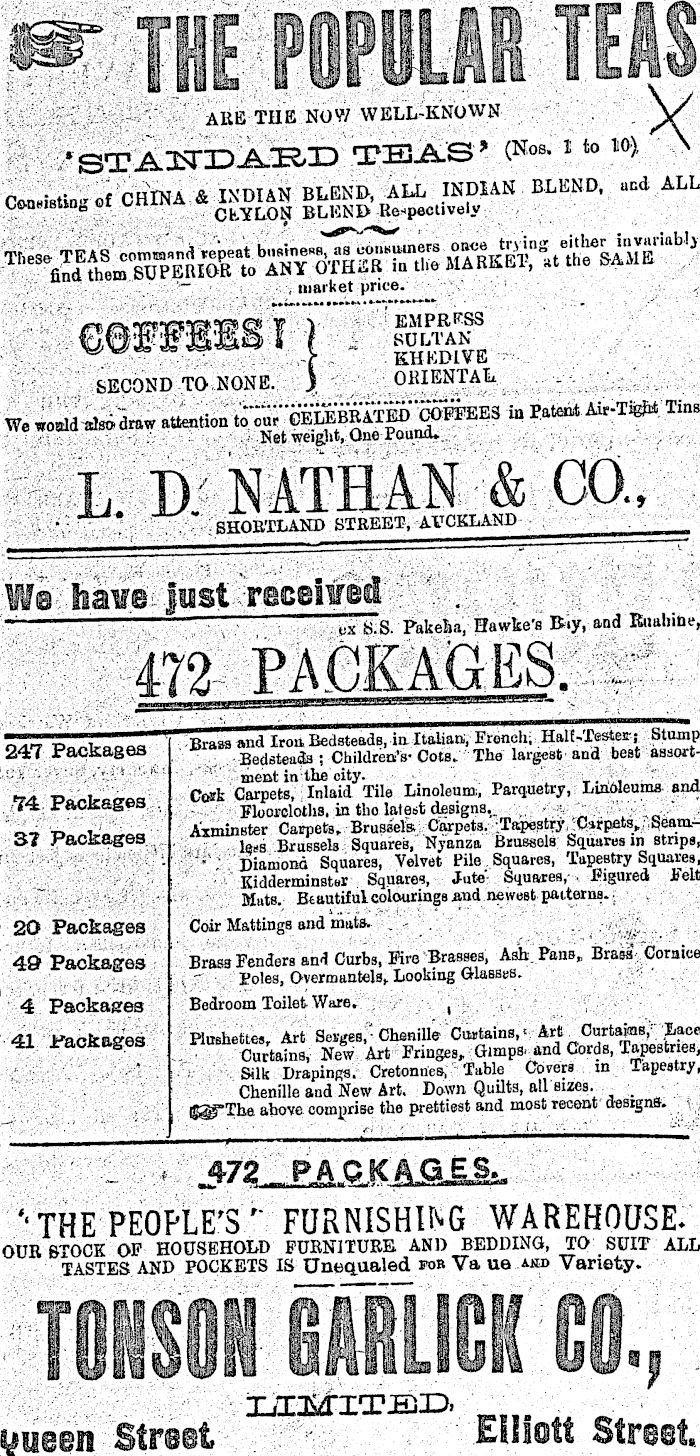 THE POPULAR TEAS
ARE THE NOW WELL-KNOWN
'STANDARD TEAS' (Nos. 1 to 10)
Consisting of CHINA & INDIAN BLEND, ALL INDIAN BLEND, and ALL
CEYLON BLEND Respectively
These TEAS command repeat business, as consumers once trying either invariably
find them SUPERIOR to ANY OTHER in the MARKET, at the SAME
market price.
COFFEES!
SECOND TO NONE.
EMPRESS
SULTAN
KHEDIVE
ORIENTAL
We would also draw attention to our CELEBRATED COFFEES in Patent Air-Tight Tins
Net weight, One Pound.
L. D. NATHAN & CO.,
SHORTLAND STREET, AUCKLAND
We have just received
ex S.S. Pakeha, Hawke's Bay, and Ruahine,
472 PACKAGES.
247 Packages Brass and Iron Bedsteads, in Italian, French, Half-Tester; Stump
Bedsteads; Children's Cots. The largest and best assort-
ment in the city.
74 Packages Cork Carpets, Inlaid Tile Linoleum, Parquetry, Linoleums and
Floorcloths, in the latest designs.
37 Packages Axminster Carpets. Brussels Carpets. Tapestry Carpets, Seam-
less Brussels Squares, Nyanza Brussels Squares in strips,
Diamond Squares, Velvet Pile Squares, Tapestry Squares,
Kidderminster Squares, Jute Squares, Figured Felt
Mats. Beautiful colourings and newest patterns.
20 Packages Coir Mattings and mats.
49 Packages Brass Fenders and Curbs, Fire Brasses, Ash Pans, Brass Cornice
Poles, Overmantels, Looking Glasses.
4 Packages Bedroom Toilet Ware.
41 Packages Plushettes, Art Serges, Chenille Curtains, Art Curtains, Lace
Curtains, New Art Fringes, Gimps and Cords, Tapestries,
Silk Drapings. Cretonnes, Table Covers in Tapestry,
Chenille and New Art. Down Quilts, all sizes.
The above comprise the prettiest and most recent designs.
472 PACKAGES.
"THE PEOPLE'S" FURNISHING WAREHOUSE.
OUR STOCK OF HOUSEHOLD FURNITURE AND BEDDING, TO SUIT ALL
TASTES AND POCKETS IS Unequaled FOR Va ue AND Variety.
TONSON GARLICK CO.,
LIMITED,
Queen Street. Elliott Street.